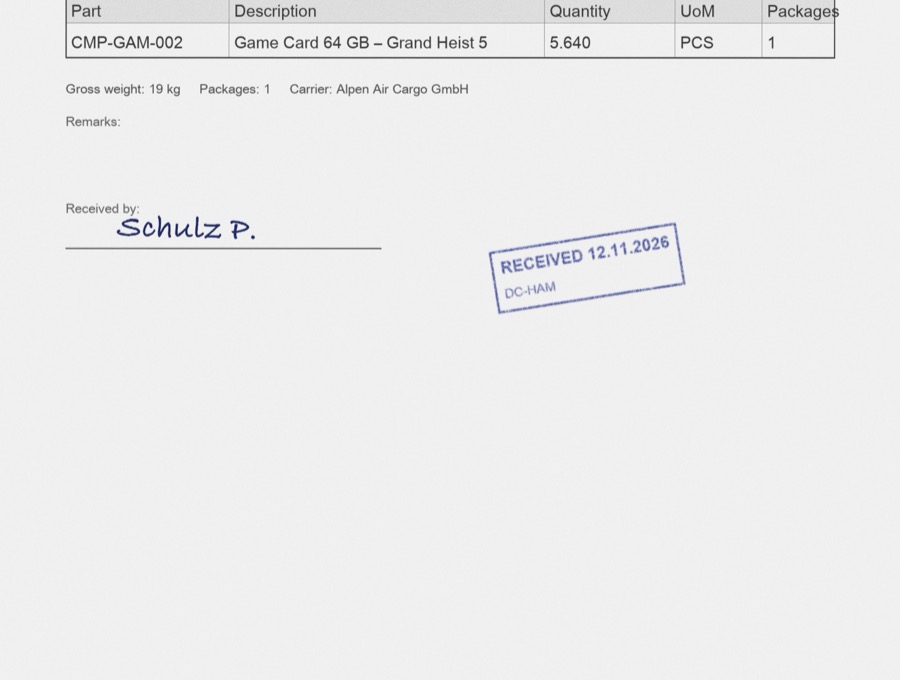 Part Description Quantity UoM Packages
CMP-GAM-002 Game Card 64 GB – Grand Heist 5 5.640 PCS 1
Gross weight: 19 kg Packages: 1 Carrier: Alpen Air Cargo GmbH
Remarks:
Received by:
Schulz P.
RECEIVED 12.11.2026
DC-HAM